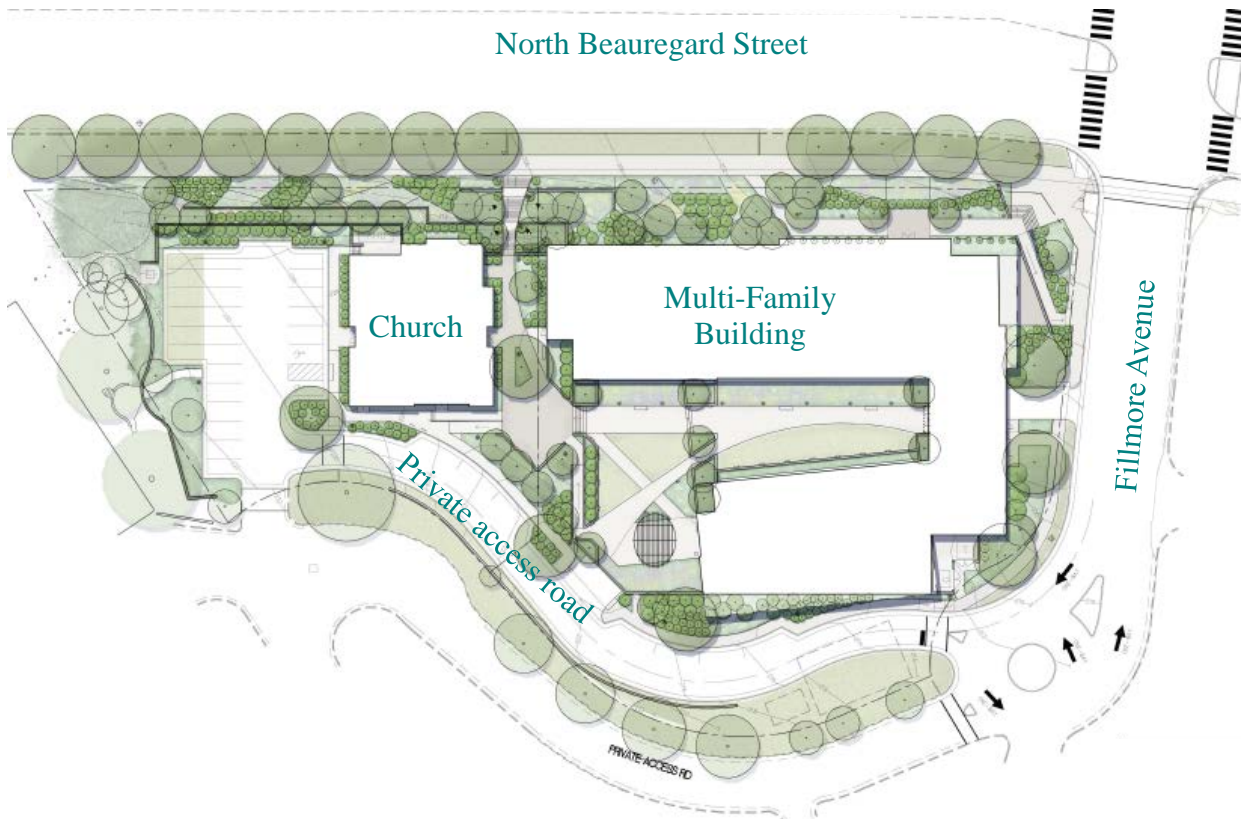 North Beauregard Street
Church
Multi-Family
Building
Fillmore Avenue
Private access road
PRIVATE ACCESS RD